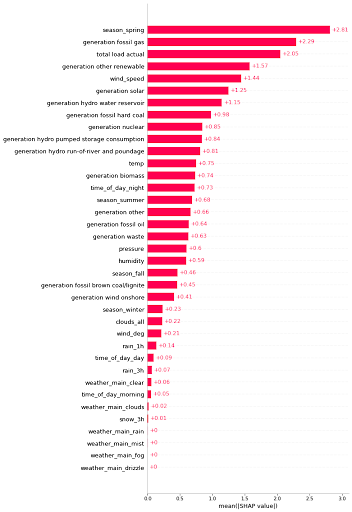 season_spring +2.81
generation fossil gas +2.29
total load actual +2.05
generation other renewable +1.57
wind_speed +1.44
generation solar +1.25
generation hydro water reservoir +1.15
generation fossil hard coal +0.98
generation nuclear +0.85
generation hydro pumped storage consumption +0.84
generation hydro run-of-river and poundage +0.81
temp +0.75
generation biomass +0.74
time_of_day_night +0.73
season_summer +0.68
generation other +0.66
generation fossil oil +0.64
generation waste +0.63
pressure +0.6
humidity +0.59
season_fall +0.46
generation fossil brown coal/lignite +0.45
generation wind onshore +0.41
season_winter +0.23
clouds_all +0.22
wind_deg +0.21
rain_1h +0.14
time_of_day_day +0.09
rain_3h +0.07
weather_main_clear +0.06
time_of_day_morning +0.05
weather_main_clouds +0.02
snow_3h +0.01
weather_main_rain +0
weather_main_mist +0
weather_main_fog +0
weather_main_drizzle +0
0.0 0.5 1.0 1.5 2.0 2.5 3.0
mean(|SHAP value|)